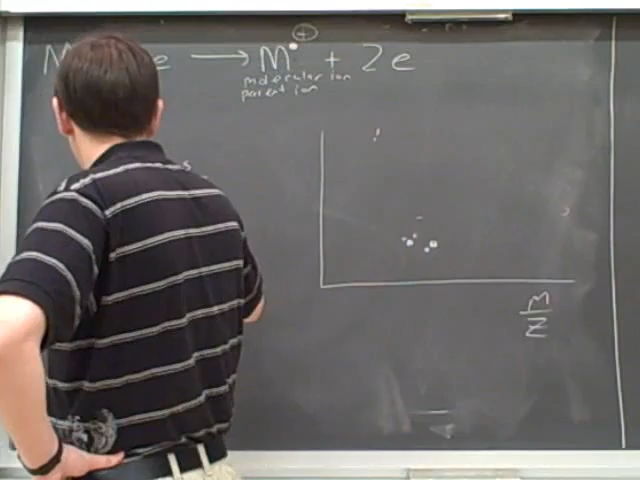 M e → M•⊕ + 2e
molecular ion
parent ion
M
Z